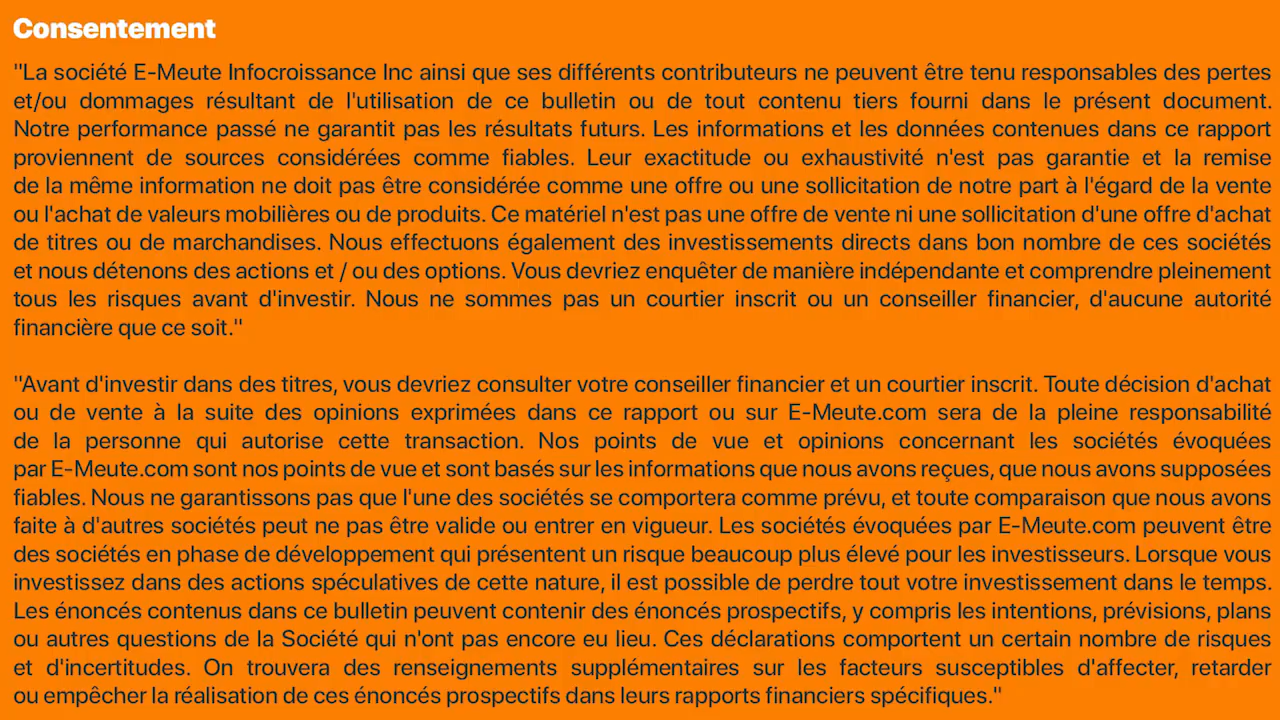 Consentement
"La société E-Meute Infocroissance Inc ainsi que ses différents contributeurs ne peuvent être tenu responsables des pertes
et/ou dommages résultant de l'utilisation de ce bulletin ou de tout contenu tiers fourni dans le présent document.
Notre performance passé ne garantit pas les résultats futurs. Les informations et les données contenues dans ce rapport
proviennent de sources considérées comme fiables. Leur exactitude ou exhaustivité n'est pas garantie et la remise
de la même information ne doit pas être considérée comme une offre ou une sollicitation de notre part à l'égard de la vente
ou l'achat de valeurs mobilières ou de produits. Ce matériel n'est pas une offre de vente ni une sollicitation d'une offre d'achat
de titres ou de marchandises. Nous effectuons également des investissements directs dans bon nombre de ces sociétés
et nous détenons des actions et / ou des options. Vous devriez enquêter de manière indépendante et comprendre pleinement
tous les risques avant d'investir. Nous ne sommes pas un courtier inscrit ou un conseiller financier, d'aucune autorité
financière que ce soit."
"Avant d'investir dans des titres, vous devriez consulter votre conseiller financier et un courtier inscrit. Toute décision d'achat
ou de vente à la suite des opinions exprimées dans ce rapport ou sur E-Meute.com sera de la pleine responsabilité
de la personne qui autorise cette transaction. Nos points de vue et opinions concernant les sociétés évoquées
par E-Meute.com sont nos points de vue et sont basés sur les informations que nous avons reçues, que nous avons supposées
fiables. Nous ne garantissons pas que l'une des sociétés se comportera comme prévu, et toute comparaison que nous avons
faite à d'autres sociétés peut ne pas être valide ou entrer en vigueur. Les sociétés évoquées par E-Meute.com peuvent être
des sociétés en phase de développement qui présentent un risque beaucoup plus élevé pour les investisseurs. Lorsque vous
investissez dans des actions spéculatives de cette nature, il est possible de perdre tout votre investissement dans le temps.
Les énoncés contenus dans ce bulletin peuvent contenir des énoncés prospectifs, y compris les intentions, prévisions, plans
ou autres questions de la Société qui n'ont pas encore eu lieu. Ces déclarations comportent un certain nombre de risques
et d'incertitudes. On trouvera des renseignements supplémentaires sur les facteurs susceptibles d'affecter, retarder
ou empêcher la réalisation de ces énoncés prospectifs dans leurs rapports financiers spécifiques."